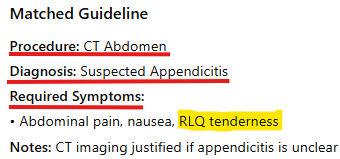 Matched Guideline
Procedure: CT Abdomen
Diagnosis: Suspected Appendicitis
Required Symptoms:
• Abdominal pain, nausea, RLQ tenderness
Notes: CT imaging justified if appendicitis is unclear